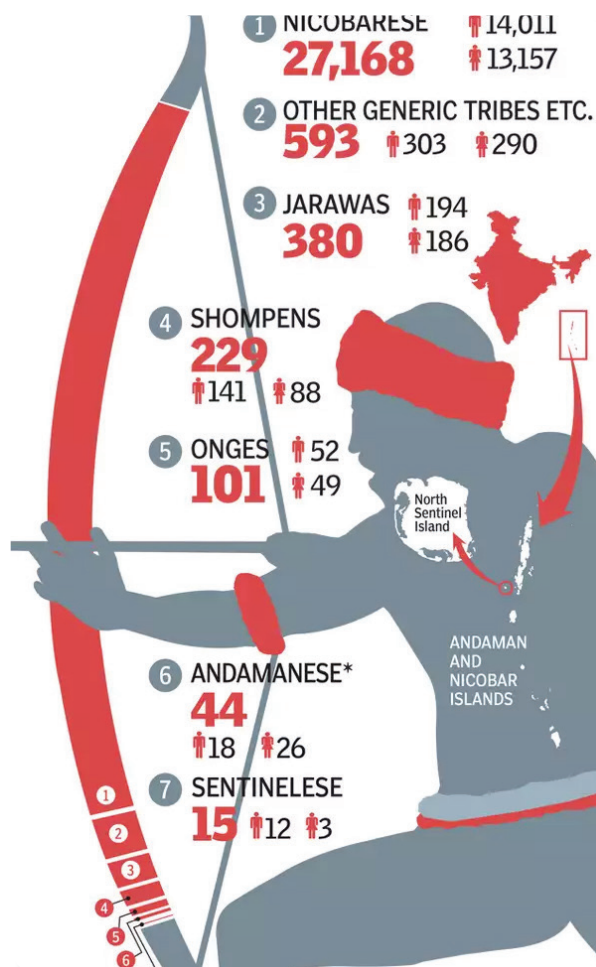 1 NICOBARESE
27,168
14,011
13,157
2 OTHER GENERIC TRIBES ETC.
593 303 290
3 JARAWAS 194
380 186
4 SHOMPENS
229
141 88
5 ONGES 52
101 49
North
Sentinel
Island
ANDAMAN
AND
NICOBAR
ISLANDS
6 ANDAMANESE*
44
18 26
7 SENTINELESE
15 12 3
1
2
3
4
5
6